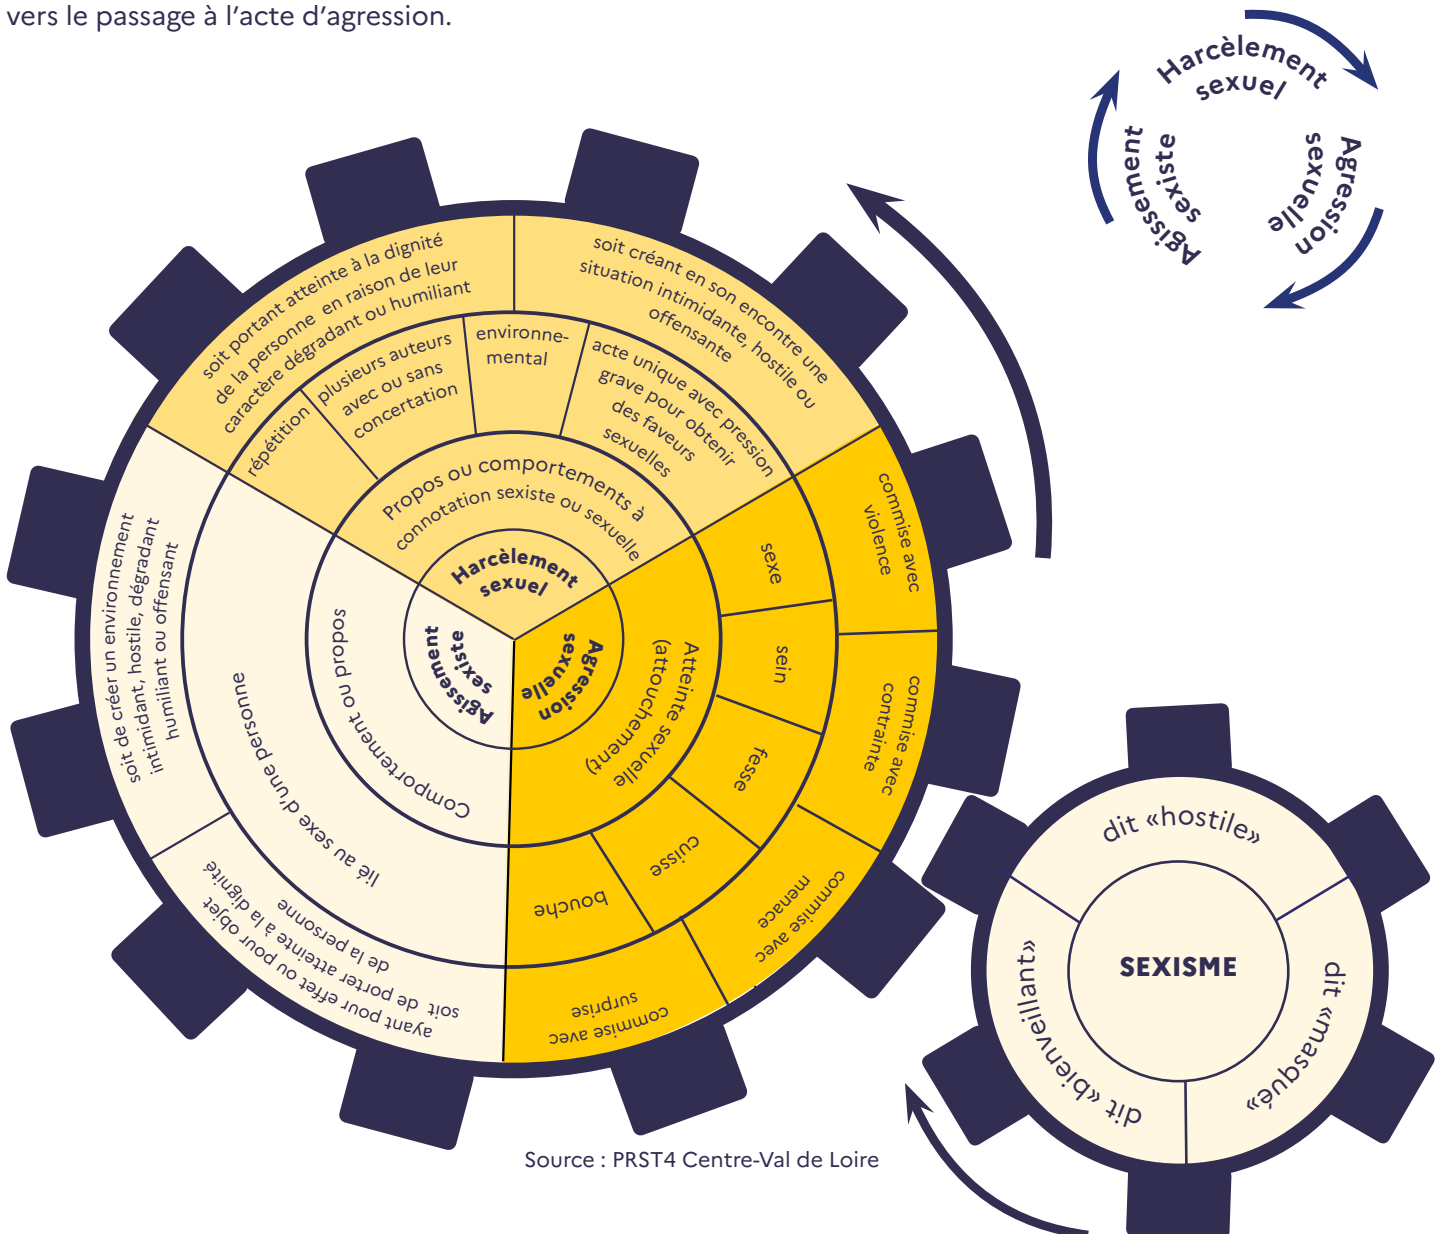 vers le passage à l’acte d’agression.
Harcèlement
sexuel
Agression
sexuelle
Agissement
sexiste
soit portant atteinte à la dignité
de la personne en raison de leur
caractère dégradant ou humiliant
soit créant en son encontre une
situation intimidante, hostile ou
offensante
répétition
plusieurs auteurs
avec ou sans
concertation
environne-
mental
acte unique avec pression
grave pour obtenir
des faveurs
sexuelles
Propos ou comportements à
connotation sexiste ou sexuelle
Harcèlement
sexuel
Agression
sexuelle
Atteinte sexuelle
(attouchement)
sexe
sein
fesse
cuisse
bouche
commise avec
violence
commise avec
contrainte
commise avec
menace
commise avec
surprise
Agissement
sexiste
Comportement ou propos
lié au sexe d'une personne
ayant pour effet ou pour objet
soit de porter atteinte à la dignité
de la personne
soit de créer un environnement
intimidant, hostile, dégradant
humiliant ou offensant
dit «hostile»
SEXISME
dit «bienveillant»
dit «masqué»
Source : PRST4 Centre-Val de Loire